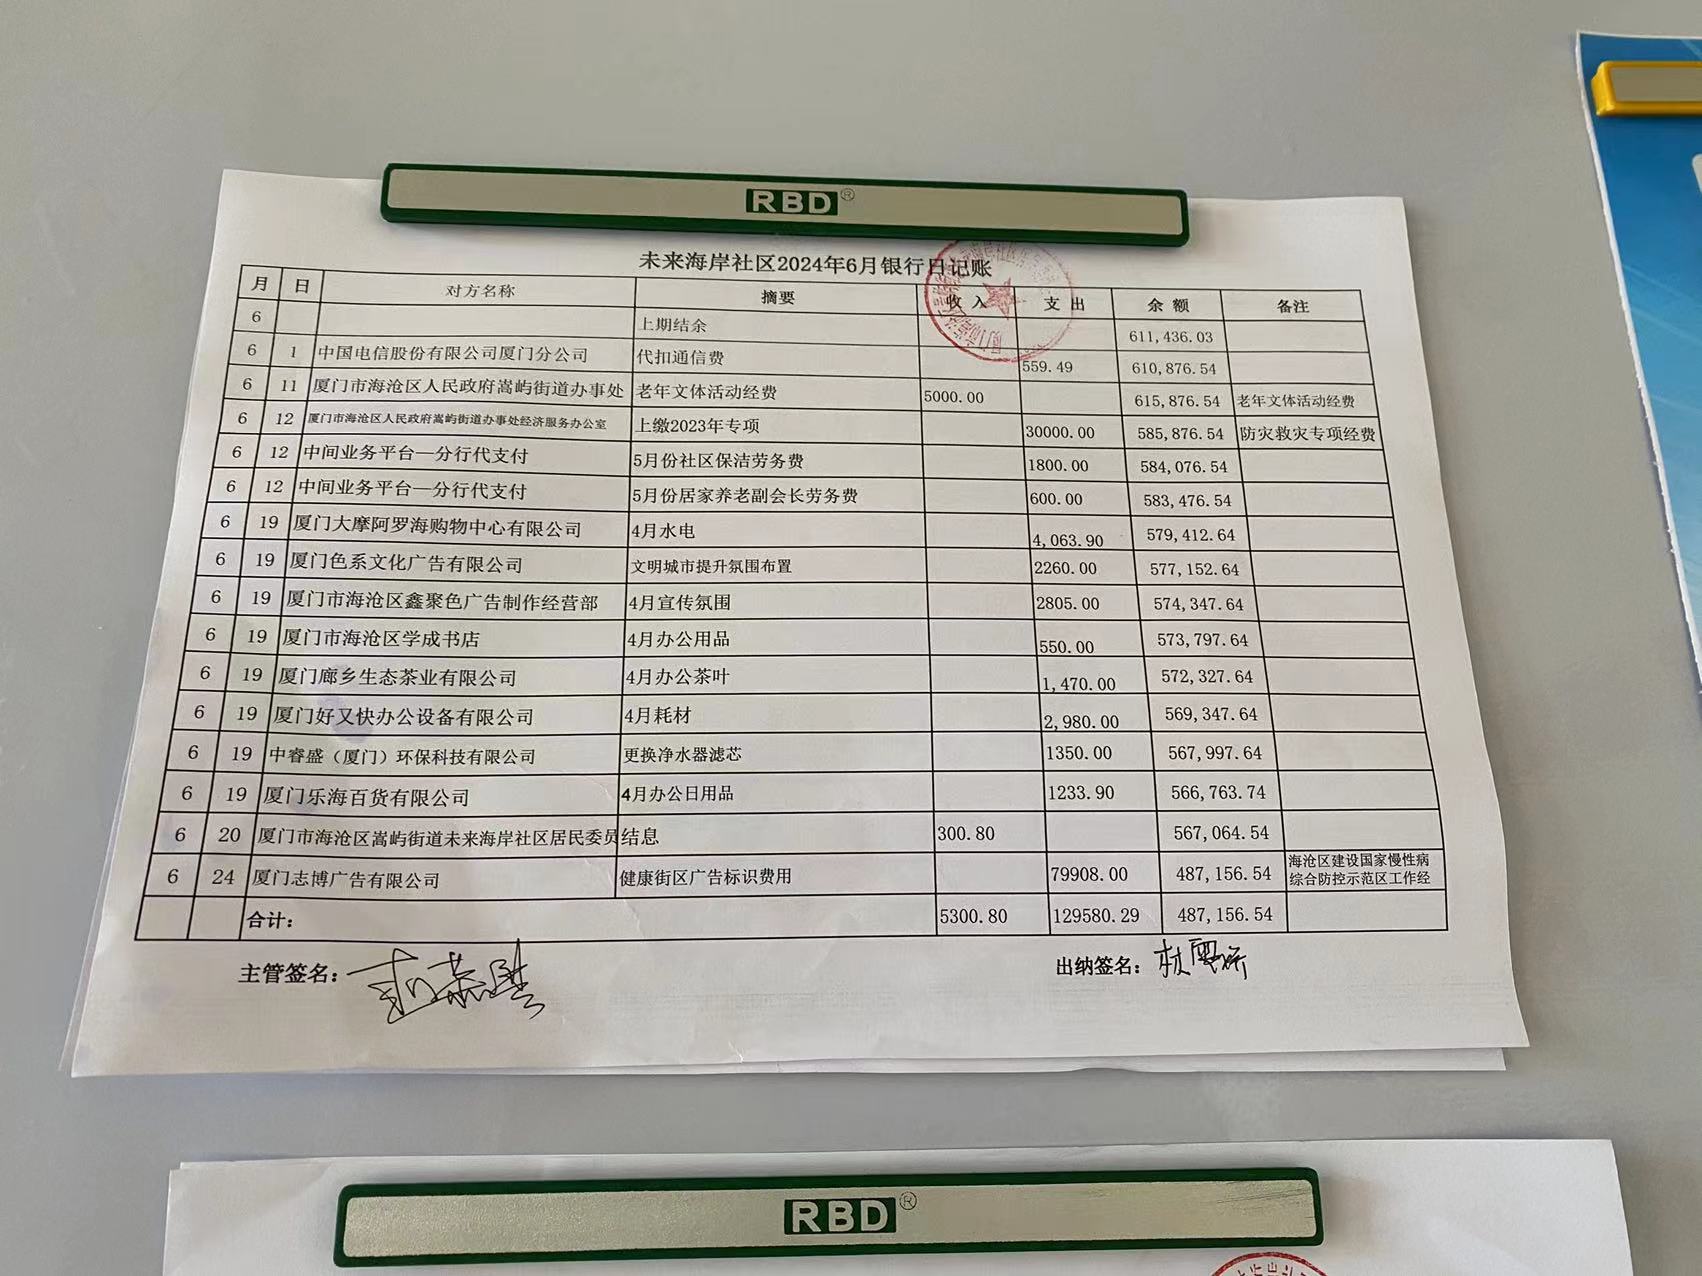 RBD®
未来海岸社区2024年6月银行日记账
月 日 对方名称 摘要 收入 支出 余额 备注
6 上期结余 611,436.03
6 1 中国电信股份有限公司厦门分公司 代扣通信费 559.49 610,876.54
6 11 厦门市海沧区人民政府嵩屿街道办事处 老年文体活动经费 5000.00 615,876.54 老年文体活动经费
6 12 厦门市海沧区人民政府嵩屿街道办事处经济服务办公室 上缴2023年专项 30000.00 585,876.54 防灾救灾专项经费
6 12 中间业务平台—分行代支付 5月份社区保洁劳务费 1800.00 584,076.54
6 12 中间业务平台—分行代支付 5月份居家养老副会长劳务费 600.00 583,476.54
6 19 厦门大摩阿罗海购物中心有限公司 4月水电 4,063.90 579,412.64
6 19 厦门色系文化广告有限公司 文明城市提升氛围布置 2260.00 577,152.64
6 19 厦门市海沧区鑫聚色广告制作经营部 4月宣传氛围 2805.00 574,347.64
6 19 厦门市海沧区学成书店 4月办公用品 550.00 573,797.64
6 19 厦门廊乡生态茶业有限公司 4月办公茶叶 1,470.00 572,327.64
6 19 厦门好又快办公设备有限公司 4月耗材 2,980.00 569,347.64
6 19 中睿盛（厦门）环保科技有限公司 更换净水器滤芯 1350.00 567,997.64
6 19 厦门乐海百货有限公司 4月办公日用品 1233.90 566,763.74
6 20 厦门市海沧区嵩屿街道未来海岸社区居民委员 结息 300.80 567,064.54
6 24 厦门志博广告有限公司 健康街区广告标识费用 79908.00 487,156.54 海沧区建设国家慢性病
综合防控示范区工作经
合计： 5300.80 129580.29 487,156.54
主管签名： 出纳签名：
RBD®